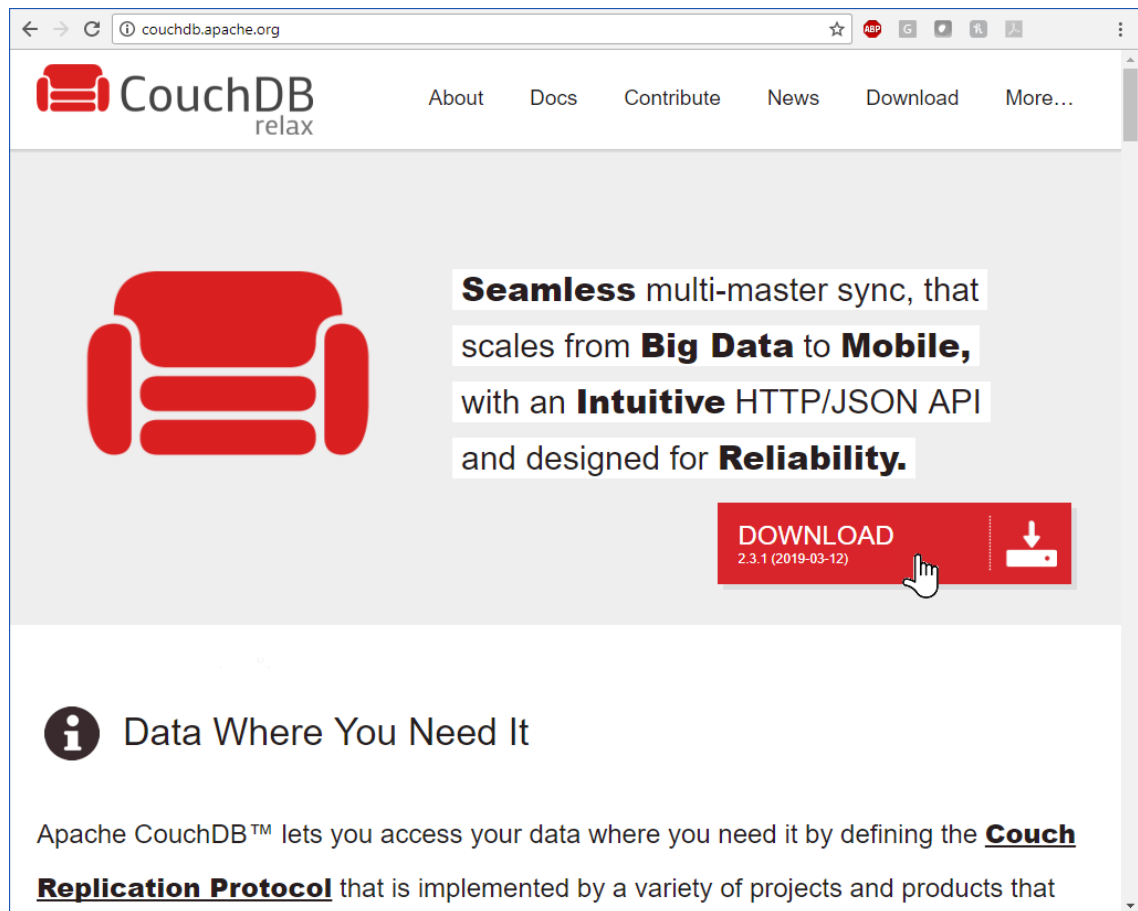 couchdb.apache.org
ABP
G
CouchDB
relax
About Docs Contribute News Download More…
Seamless multi-master sync, that
scales from Big Data to Mobile,
with an Intuitive HTTP/JSON API
and designed for Reliability.
DOWNLOAD
2.3.1 (2019-03-12)
Data Where You Need It
Apache CouchDB™ lets you access your data where you need it by defining the Couch
Replication Protocol that is implemented by a variety of projects and products that